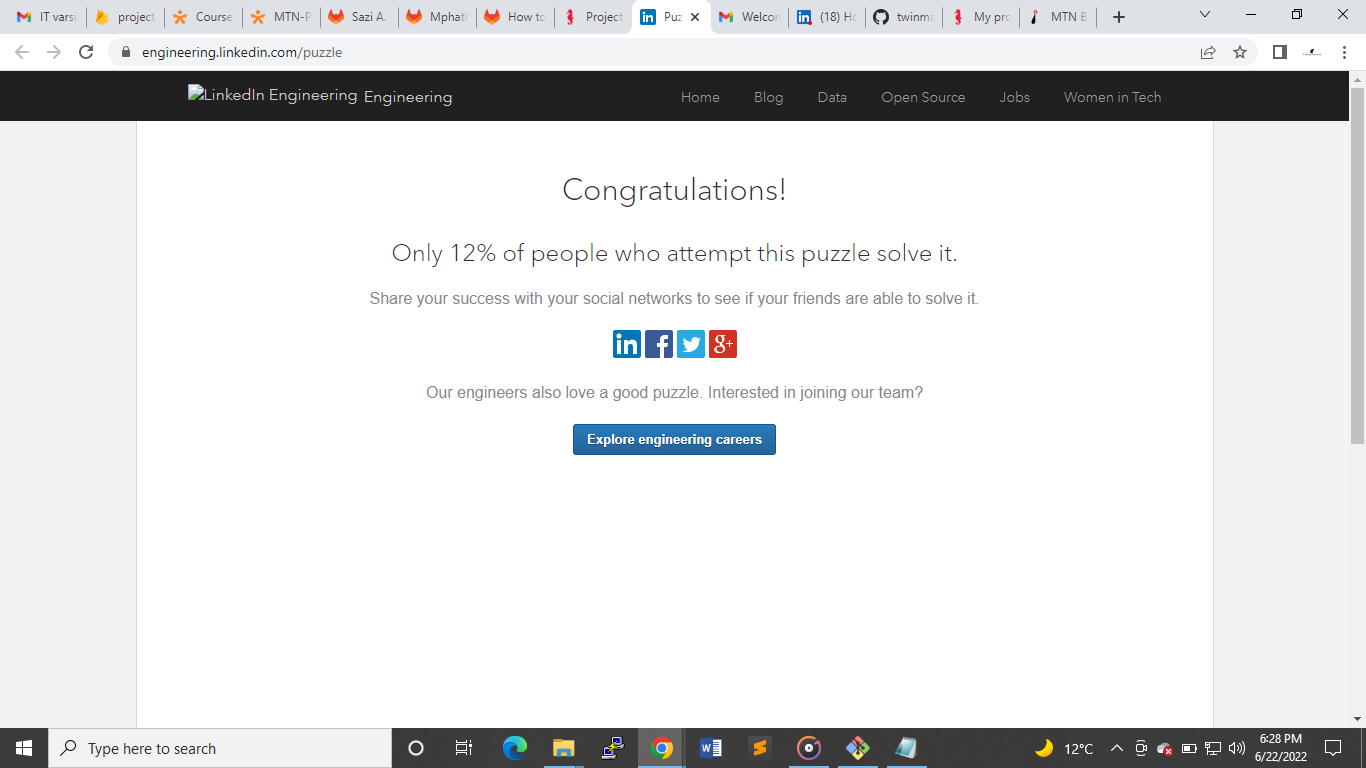 IT varsi
project
Course
MTN-P
Sazi A.
Mphatl
How to
Project
Puz
Welcon
(18) Ho
twinma
My pro
MTN B
engineering.linkedin.com/puzzle
LinkedIn Engineering Engineering Home Blog Data Open Source Jobs Women in Tech
Congratulations!
Only 12% of people who attempt this puzzle solve it.
Share your success with your social networks to see if your friends are able to solve it.
in f g+
Our engineers also love a good puzzle. Interested in joining our team?
Explore engineering careers
Type here to search
12°C
6:28 PM
6/22/2022